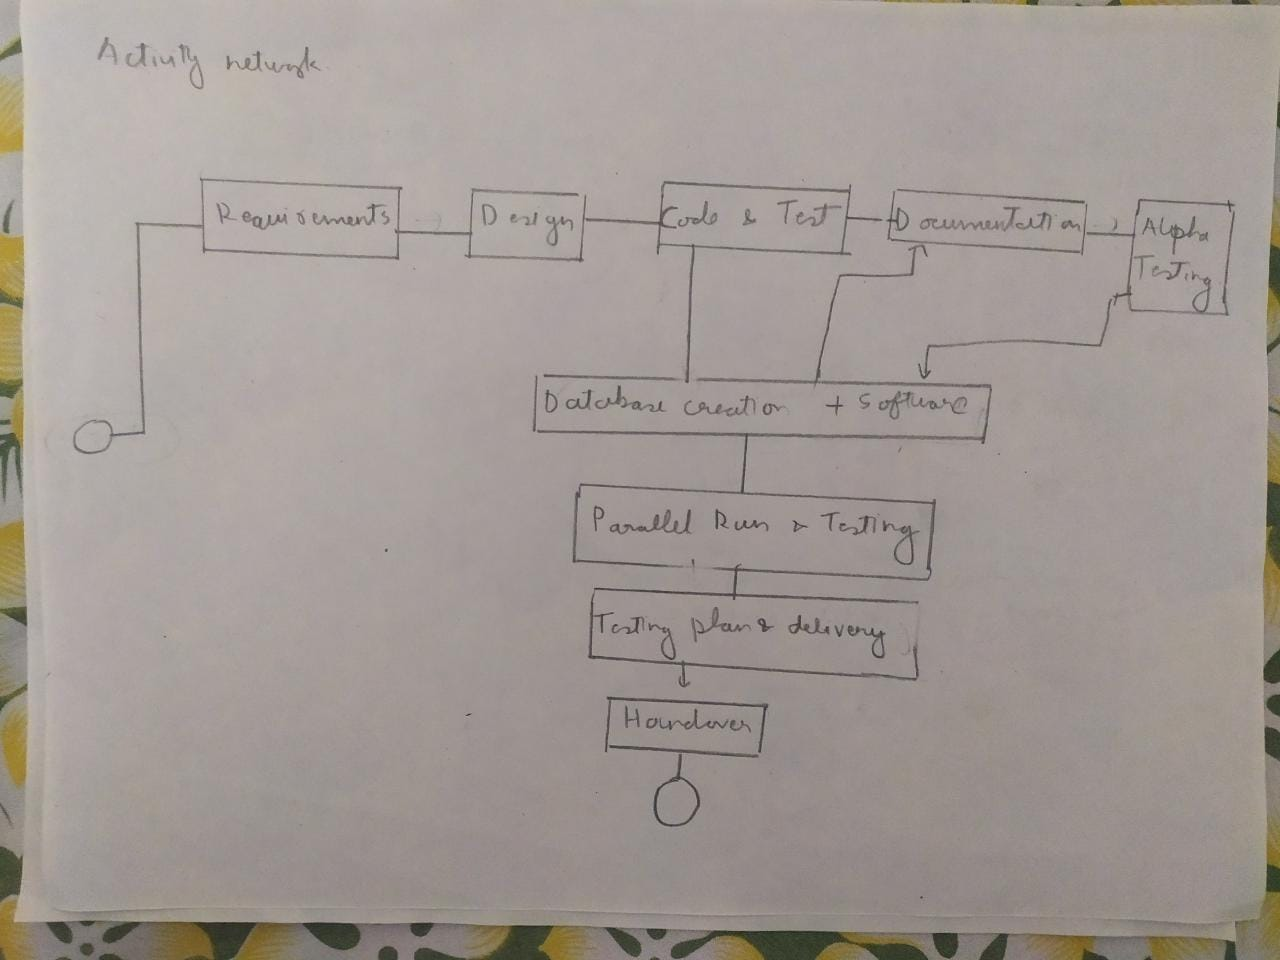 Activity network
Requirements
Design
Code & Test
Documentation
Alpha
Testing
Database creation + Software
Parallel Run & Testing
Testing plan & delivery
Handover